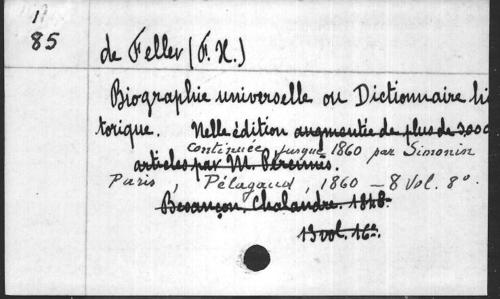 17
85
de Feller (F. X.)
Biographie universelle ou Dictionnaire his
torique. Nelle édition augmentée de plus de 3000
continuée jusque 1860 par Simonin
articles par M. Pérennès.
Paris, Pélagaud, 1860 – 8 vol. 8°.
Besançon. Chalandre. 1848.
13 vol. 16°.